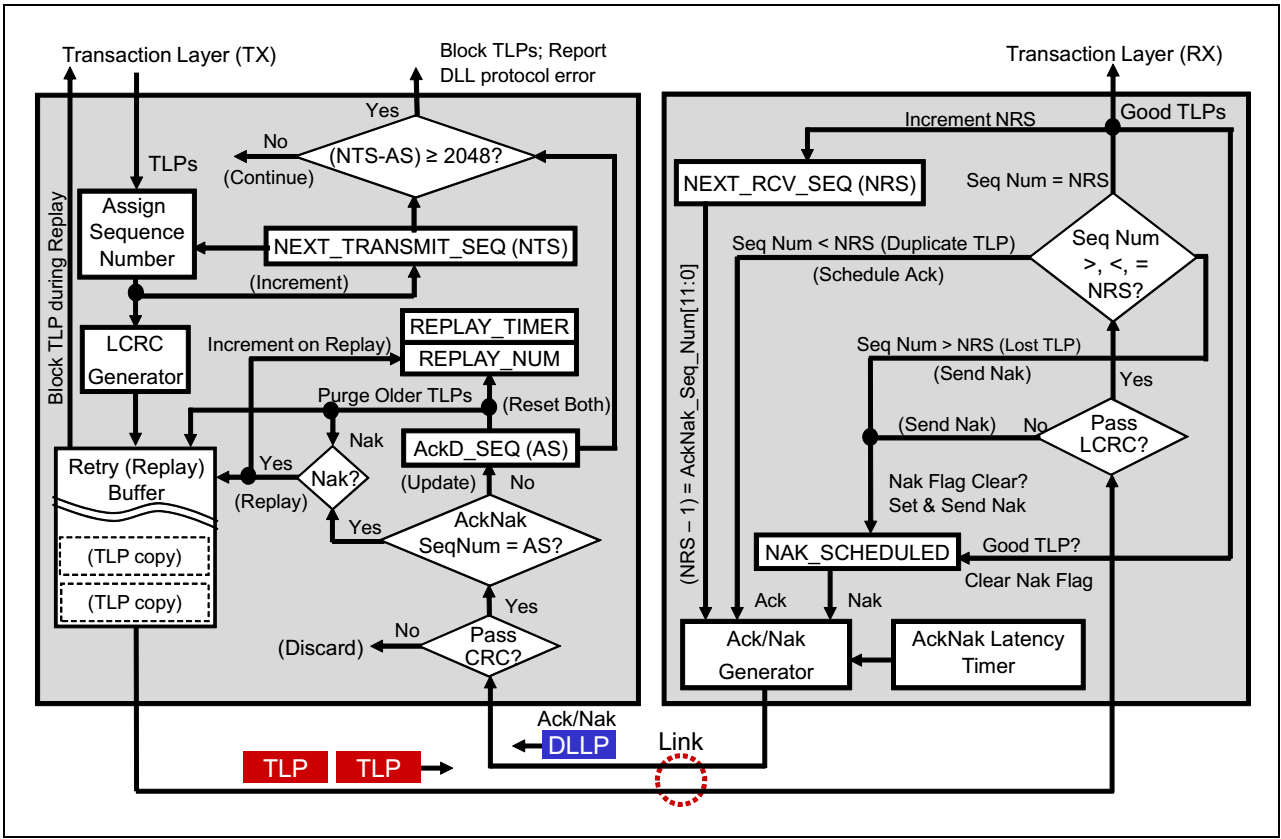 Transaction Layer (TX)
Block TLPs; Report
DLL protocol error
Yes
No
(NTS-AS) ≥ 2048?
(Continue)
TLPs
Block TLP during Replay
Assign
Sequence
Number
NEXT_TRANSMIT_SEQ (NTS)
(Increment)
LCRC
Generator
REPLAY_TIMER
Increment on Replay)
REPLAY_NUM
Purge Older TLPs
(Reset Both)
Nak
AckD_SEQ (AS)
Retry (Replay)
Buffer
Yes
Nak?
(Replay)
(Update)
No
Yes
AckNak
SeqNum = AS?
(TLP copy)
(TLP copy)
Yes
No
(Discard)
Pass
CRC?
Transaction Layer (RX)
Good TLPs
Increment NRS
NEXT_RCV_SEQ (NRS)
Seq Num = NRS
Seq Num < NRS (Duplicate TLP)
(Schedule Ack)
Seq Num
>, <, =
NRS?
(NRS – 1) = AckNak_Seq_Num[11:0]
Seq Num > NRS (Lost TLP)
(Send Nak)
Yes
(Send Nak)
No
Pass
LCRC?
Nak Flag Clear?
Set & Send Nak
NAK_SCHEDULED
Good TLP?
Clear Nak Flag
Ack
Nak
Ack/Nak
Generator
AckNak Latency
Timer
Ack/Nak
DLLP
Link
TLP
TLP